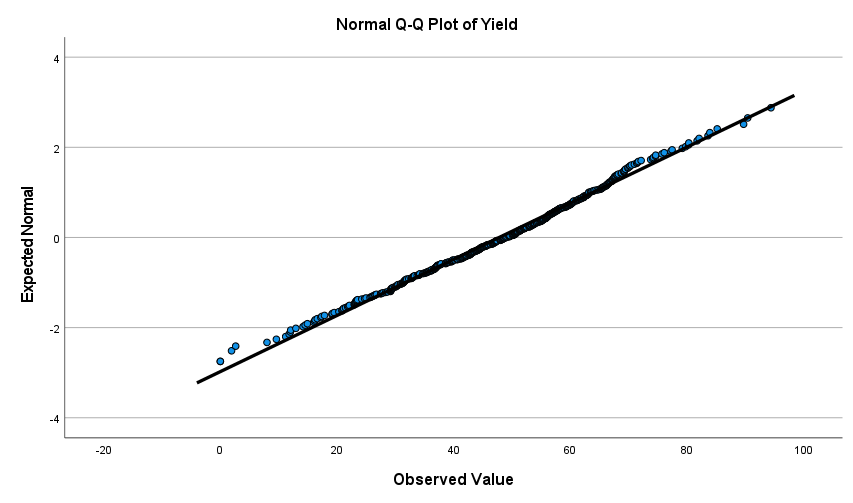 Normal Q-Q Plot of Yield
4
2
0
-2
-4
Expected Normal
-20 0 20 40 60 80 100
Observed Value